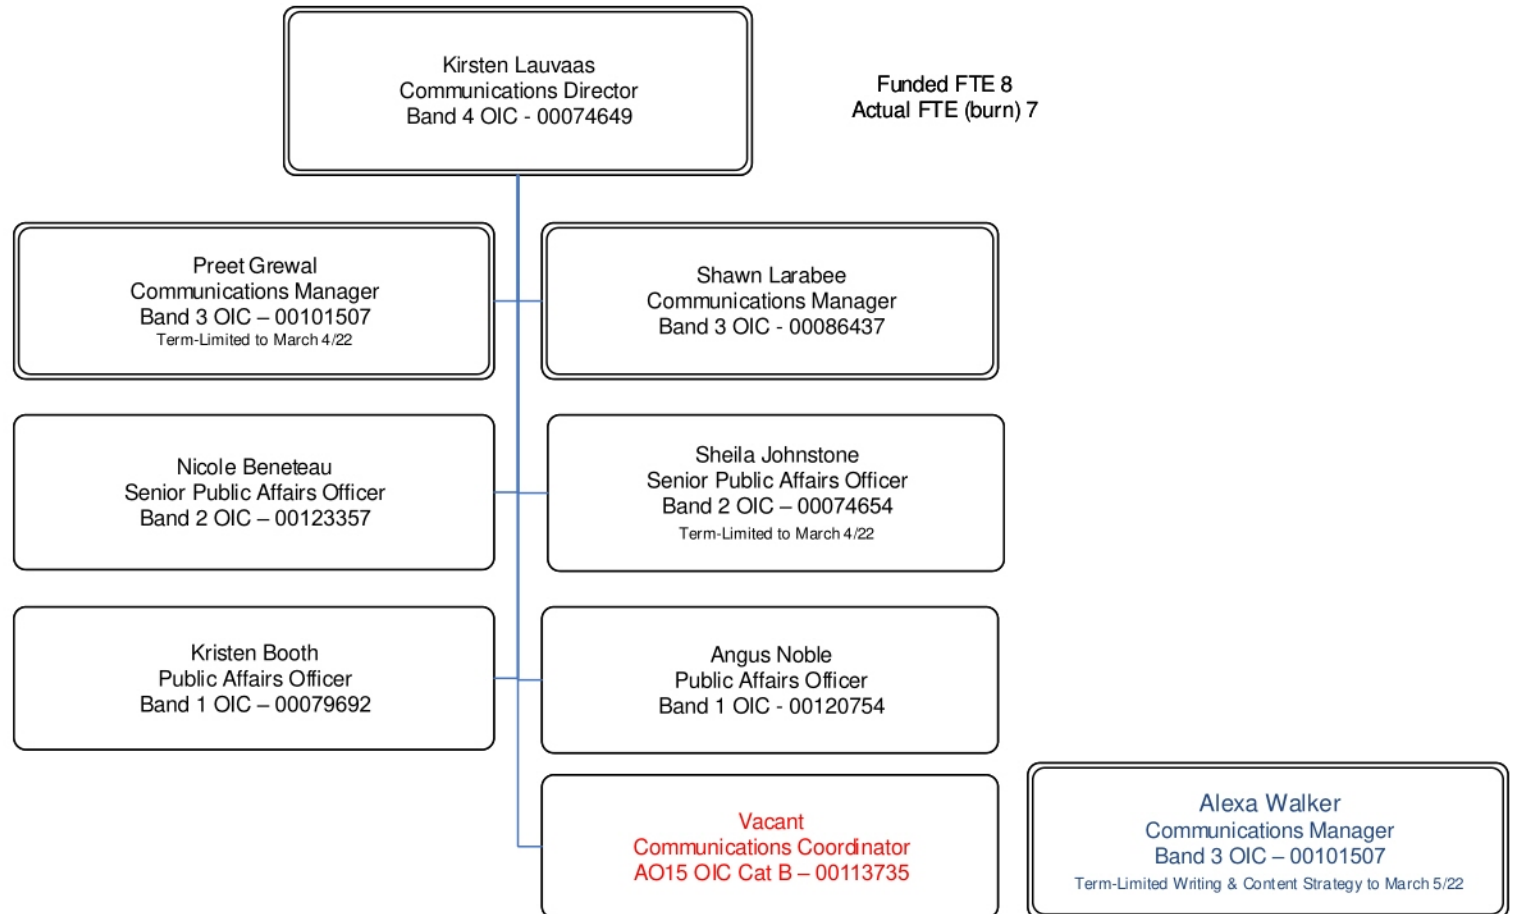 Kirsten Lauvaas
Communications Director
Band 4 OIC - 00074649
Funded FTE 8
Actual FTE (burn) 7
Preet Grewal
Communications Manager
Band 3 OIC – 00101507
Term-Limited to March 4/22
Shawn Larabee
Communications Manager
Band 3 OIC - 00086437
Nicole Beneteau
Senior Public Affairs Officer
Band 2 OIC – 00123357
Sheila Johnstone
Senior Public Affairs Officer
Band 2 OIC – 00074654
Term-Limited to March 4/22
Kristen Booth
Public Affairs Officer
Band 1 OIC – 00079692
Angus Noble
Public Affairs Officer
Band 1 OIC - 00120754
Vacant
Communications Coordinator
AO15 OIC Cat B – 00113735
Alexa Walker
Communications Manager
Band 3 OIC – 00101507
Term-Limited Writing & Content Strategy to March 5/22